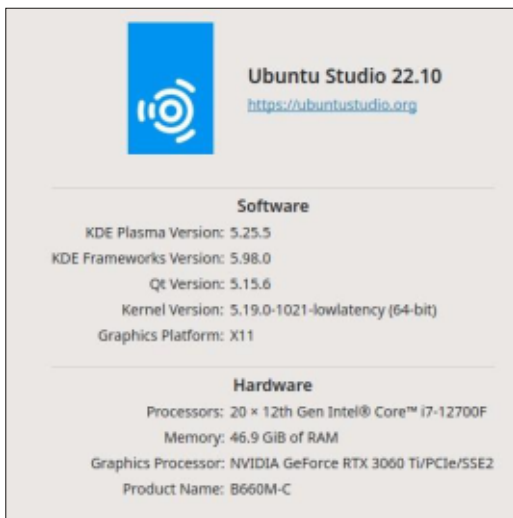 Ubuntu Studio 22.10
https://ubuntustudio.org
Software
KDE Plasma Version: 5.25.5
KDE Frameworks Version: 5.98.0
Qt Version: 5.15.6
Kernel Version: 5.19.0-1021-lowlatency (64-bit)
Graphics Platform: X11
Hardware
Processors: 20 × 12th Gen Intel® Core™ i7-12700F
Memory: 46.9 GiB of RAM
Graphics Processor: NVIDIA GeForce RTX 3060 Ti/PCIe/SSE2
Product Name: B660M-C